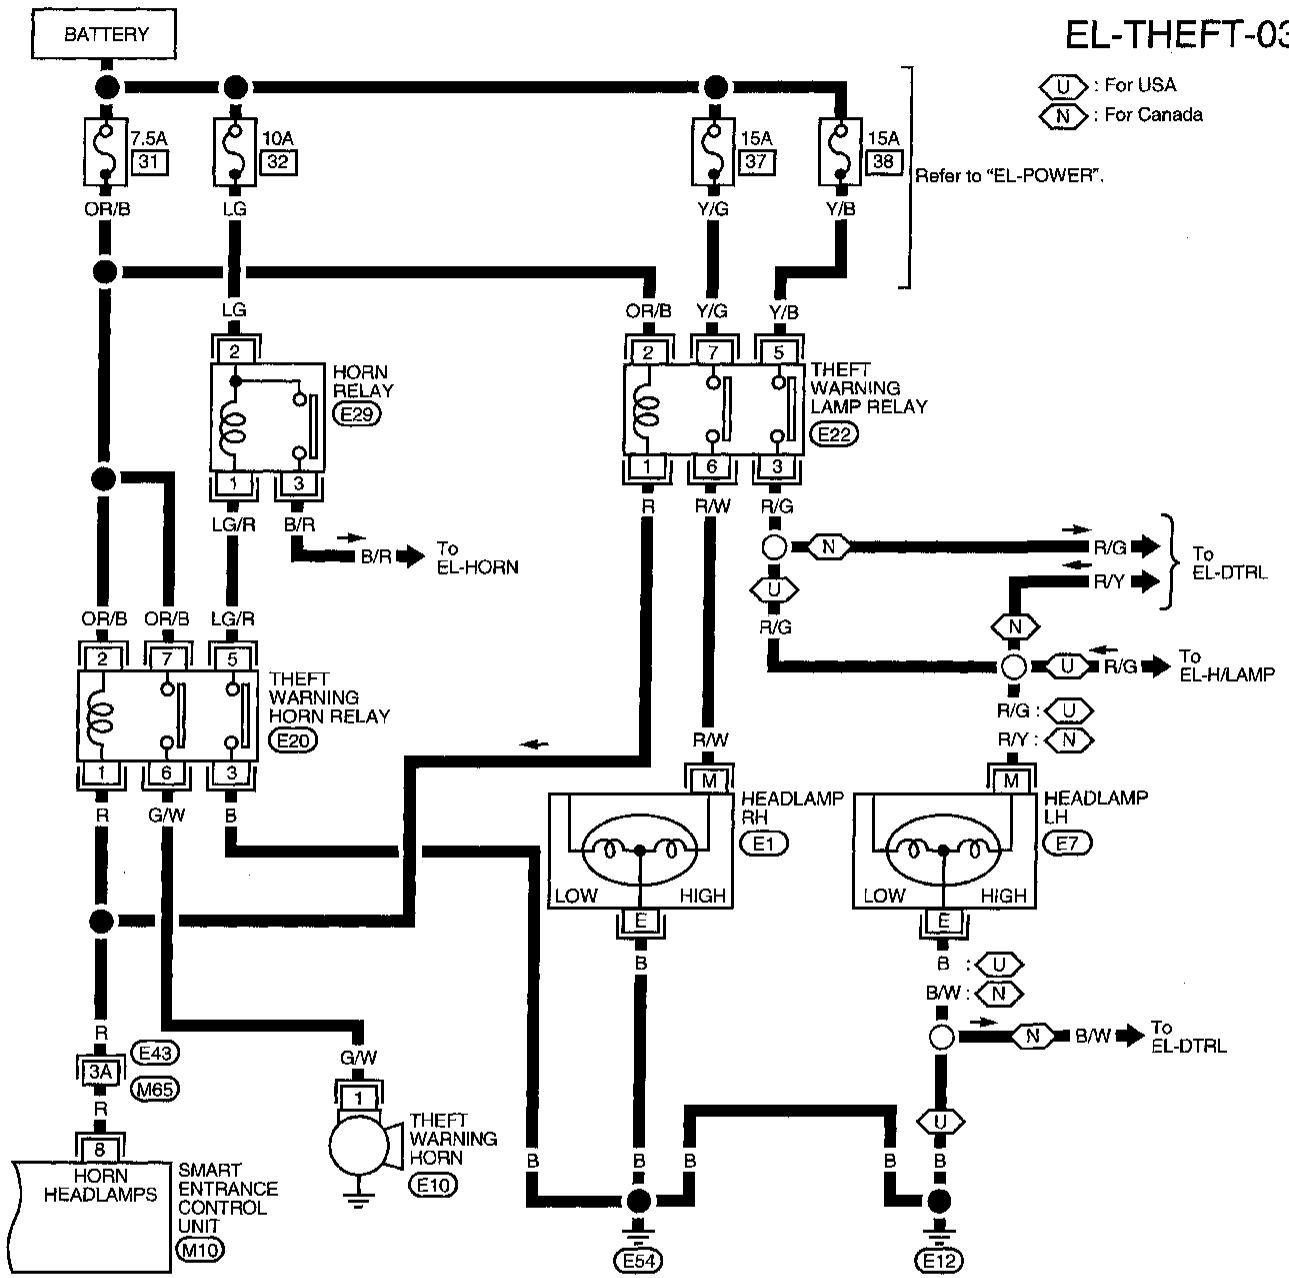 BATTERY
EL-THEFT-03
U : For USA
N : For Canada
7.5A
31
10A
32
15A
37
15A
38
Refer to "EL-POWER".
OR/B
LG
Y/G
Y/B
LG
OR/B
Y/G
Y/B
2
HORN
RELAY
E29
1
3
2
7
5
THEFT
WARNING
LAMP RELAY
E22
1
6
3
LG/R
B/R
R
R/W
R/G
B/R
To
EL-HORN
N
R/G
R/Y
To
EL-DTRL
U
R/G
N
U
R/G
To
EL-H/LAMP
R/G : U
R/Y : N
OR/B
OR/B
LG/R
2
7
5
THEFT
WARNING
HORN RELAY
E20
1
6
3
R
G/W
B
R/W
M
HEADLAMP
RH
E1
LOW
HIGH
E
M
HEADLAMP
LH
E7
LOW
HIGH
E
B
B : U
B/W : N
N
B/W
To
EL-DTRL
U
R
3A
E43
M65
R
8
HORN
HEADLAMPS
SMART
ENTRANCE
CONTROL
UNIT
M10
G/W
1
THEFT
WARNING
HORN
E10
B
B
B
B
B
E54
E12